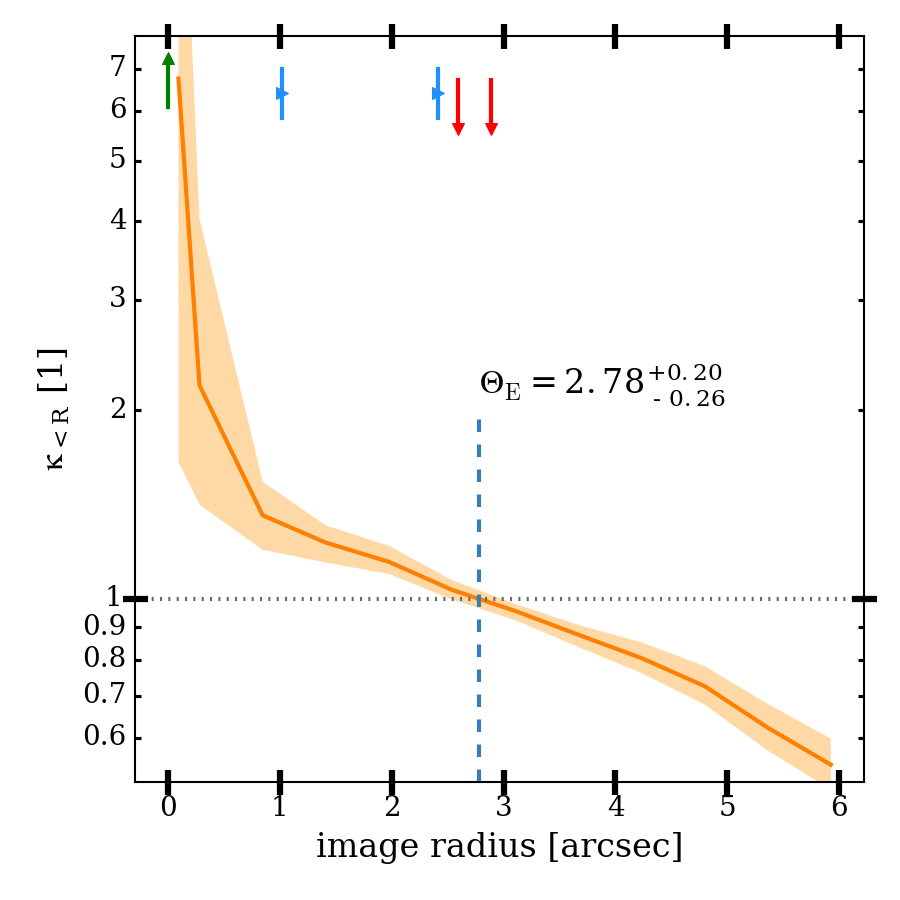 7
6
5
4
3
2
1
0.9
0.8
0.7
0.6
κ<R [1]
Θ_E = 2.78^{+0.20}_{- 0.26}
0 1 2 3 4 5 6
image radius [arcsec]